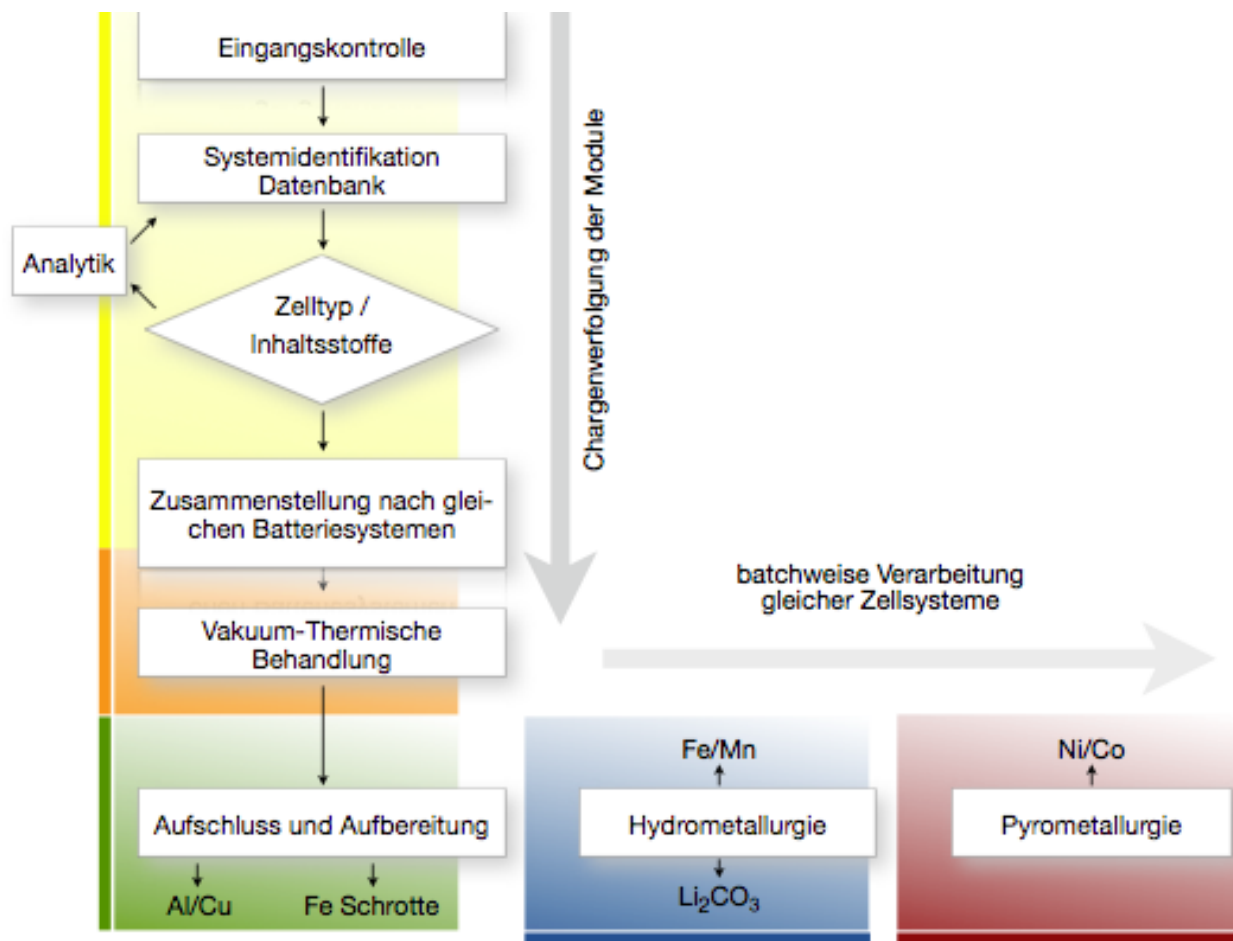 Eingangskontrolle
Systemidentifikation
Datenbank
Analytik
Zelltyp /
Inhaltsstoffe
Chargenverfolgung der Module
Zusammenstellung nach glei-
chen Batteriesystemen
batchweise Verarbeitung
gleicher Zellsysteme
Vakuum-Thermische
Behandlung
Fe/Mn
Ni/Co
Aufschluss und Aufbereitung
Hydrometallurgie
Pyrometallurgie
Al/Cu
Fe Schrotte
Li₂CO₃